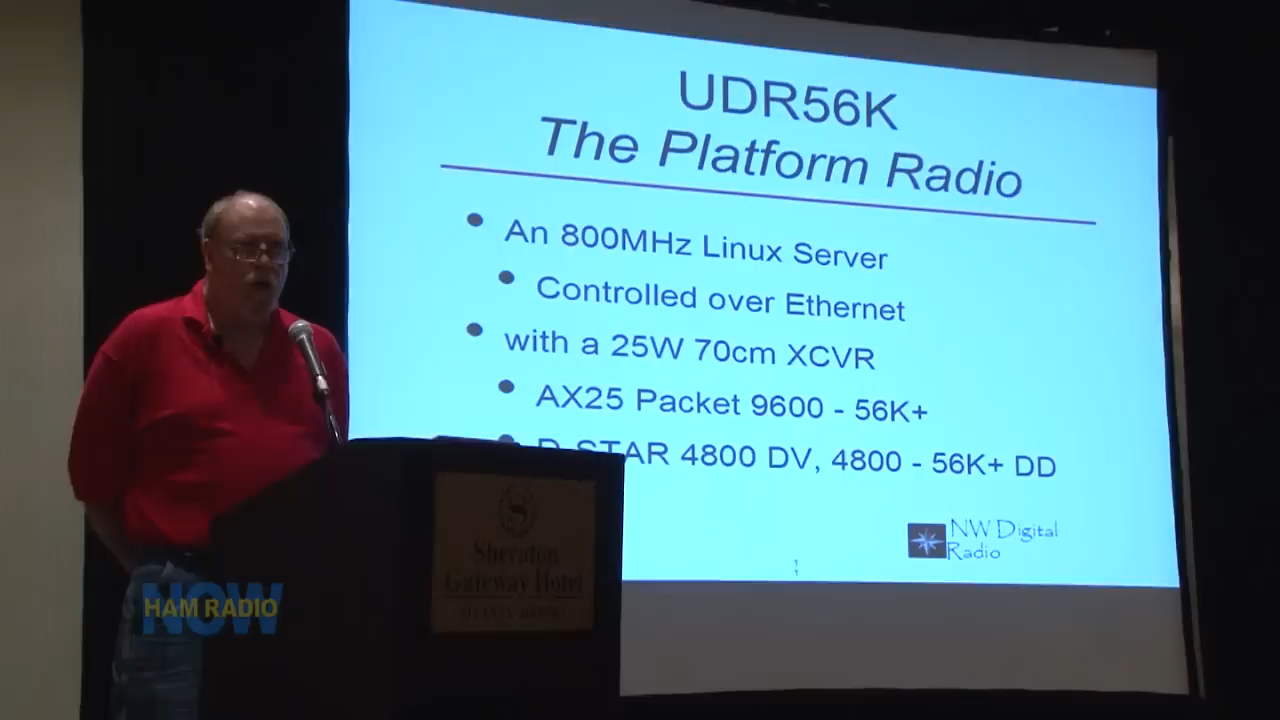 UDR56K
The Platform Radio
An 800MHz Linux Server
Controlled over Ethernet
with a 25W 70cm XCVR
AX25 Packet 9600 - 56K+
D-STAR 4800 DV, 4800 - 56K+ DD
NW Digital
Radio
S
Sheraton
Gateway Hotel
HAM RADIO
NOW